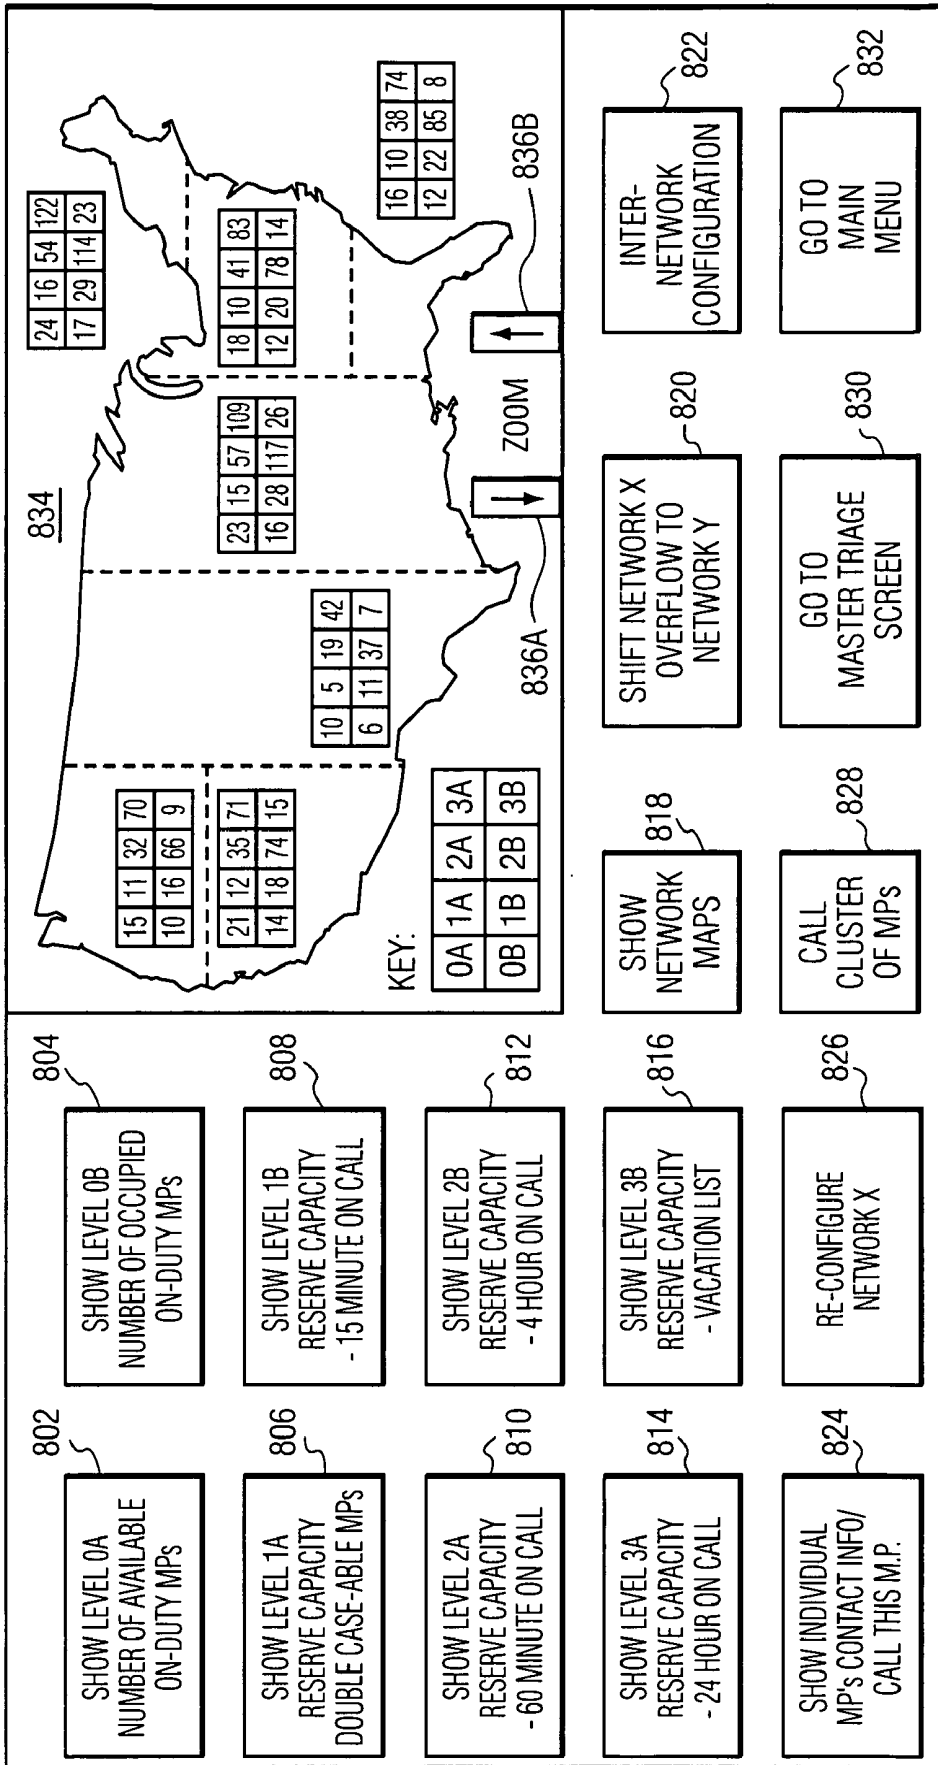 802
SHOW LEVEL 0A
NUMBER OF AVAILABLE
ON-DUTY MPs
804
SHOW LEVEL 0B
NUMBER OF OCCUPIED
ON-DUTY MPs
806
SHOW LEVEL 1A
RESERVE CAPACITY
DOUBLE CASE-ABLE MPs
808
SHOW LEVEL 1B
RESERVE CAPACITY
- 15 MINUTE ON CALL
810
SHOW LEVEL 2A
RESERVE CAPACITY
- 60 MINUTE ON CALL
812
SHOW LEVEL 2B
RESERVE CAPACITY
- 4 HOUR ON CALL
814
SHOW LEVEL 3A
RESERVE CAPACITY
- 24 HOUR ON CALL
816
SHOW LEVEL 3B
RESERVE CAPACITY
- VACATION LIST
834
15 11 32 70
10 16 66 9
21 12 35 71
14 18 74 15
10 5 19 42
6 11 37 7
23 15 57 109
16 28 117 26
24 16 54 122
17 29 114 23
18 10 41 83
12 20 78 14
16 10 38 74
12 22 85 8
KEY:
0A 1A 2A 3A
0B 1B 2B 3B
836A
ZOOM
836B
818
SHOW
NETWORK
MAPS
820
SHIFT NETWORK X
OVERFLOW TO
NETWORK Y
822
INTER-
NETWORK
CONFIGURATION
824
SHOW INDIVIDUAL
MP's CONTACT INFO/
CALL THIS M.P.
826
RE-CONFIGURE
NETWORK X
828
CALL
CLUSTER
OF MPs
830
GO TO
MASTER TRIAGE
SCREEN
832
GO TO
MAIN
MENU